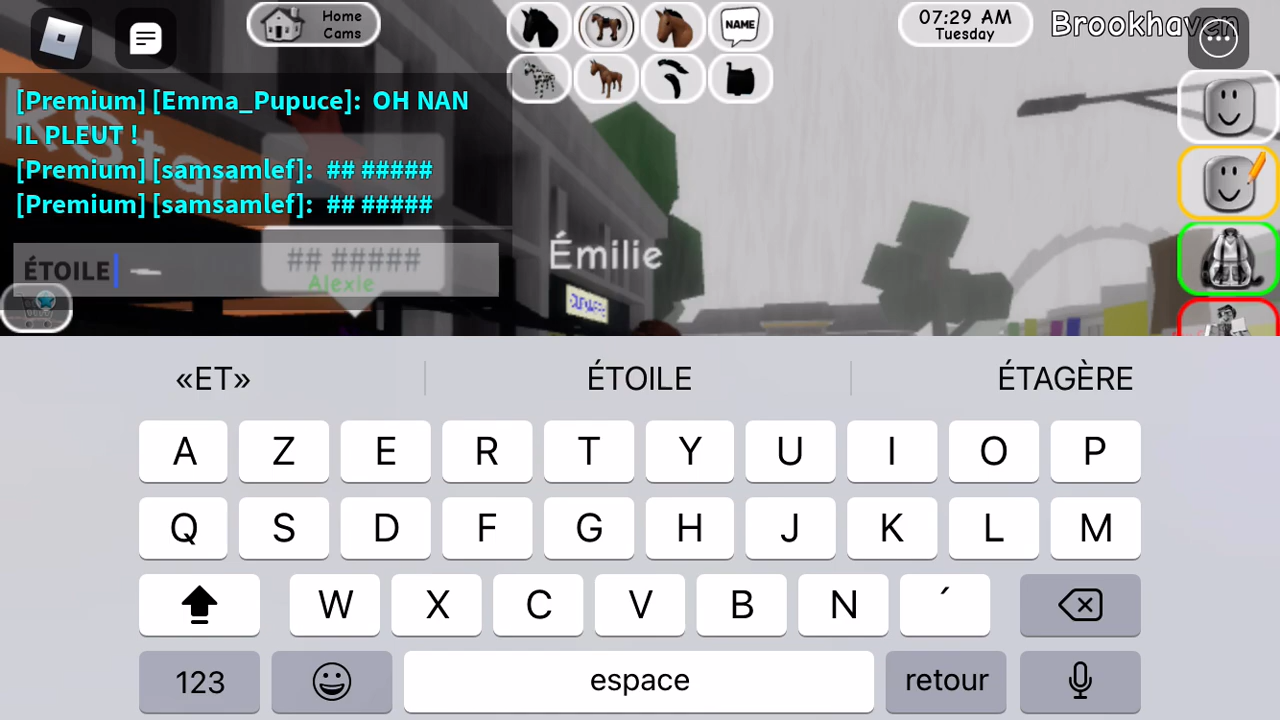 Home
Cams
NAME
07:29 AM
Tuesday
Brookhaven
[Premium] [Emma_Pupuce]: OH NAN
IL PLEUT !
[Premium] [samsamlef]: ## #####
[Premium] [samsamlef]: ## #####
kStar
ÉTOILE
## #####
Alexie
Émilie
«ET»
ÉTOILE
ÉTAGÈRE
A Z E R T Y U I O P
Q S D F G H J K L M
W X C V B N ´
123
espace
retour